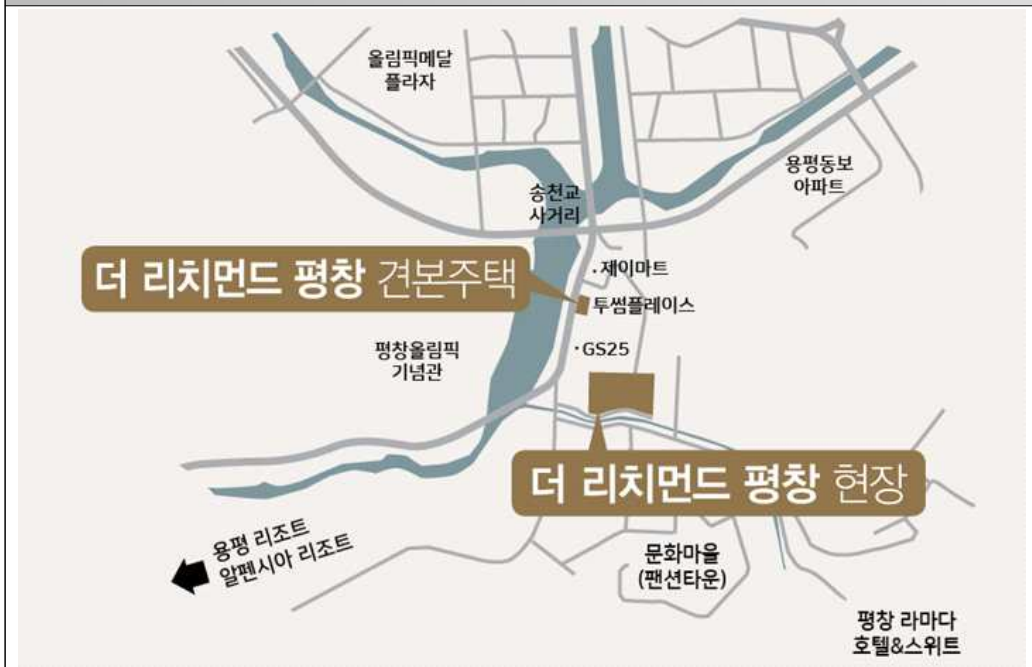 올림픽메달
플라자
용평동보
아파트
송천교
사거리
· 제이마트
더 리치먼드 평창 견본주택
투썸플레이스
· GS25
평창올림픽
기념관
더 리치먼드 평창 현장
용평 리조트
알펜시아 리조트
문화마을
(팬션타운)
평창 라마다
호텔&스위트